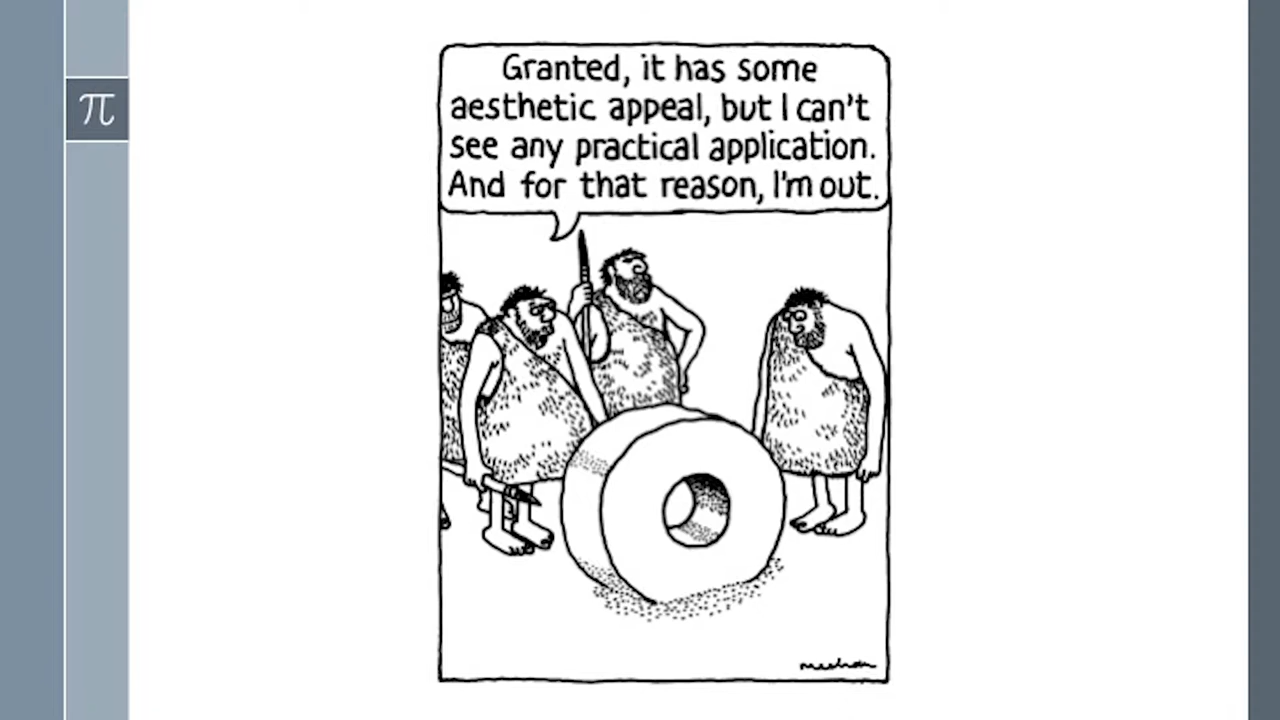 π
Granted, it has some
aesthetic appeal, but I can't
see any practical application.
And for that reason, I'm out.